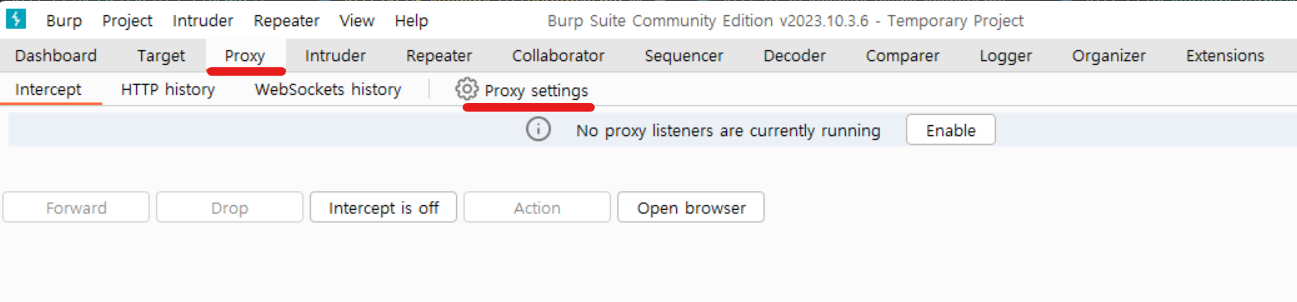 Burp Project Intruder Repeater View Help Burp Suite Community Edition v2023.10.3.6 - Temporary Project
Dashboard Target Proxy Intruder Repeater Collaborator Sequencer Decoder Comparer Logger Organizer Extensions
Intercept HTTP history WebSockets history Proxy settings
No proxy listeners are currently running Enable
Forward Drop Intercept is off Action Open browser